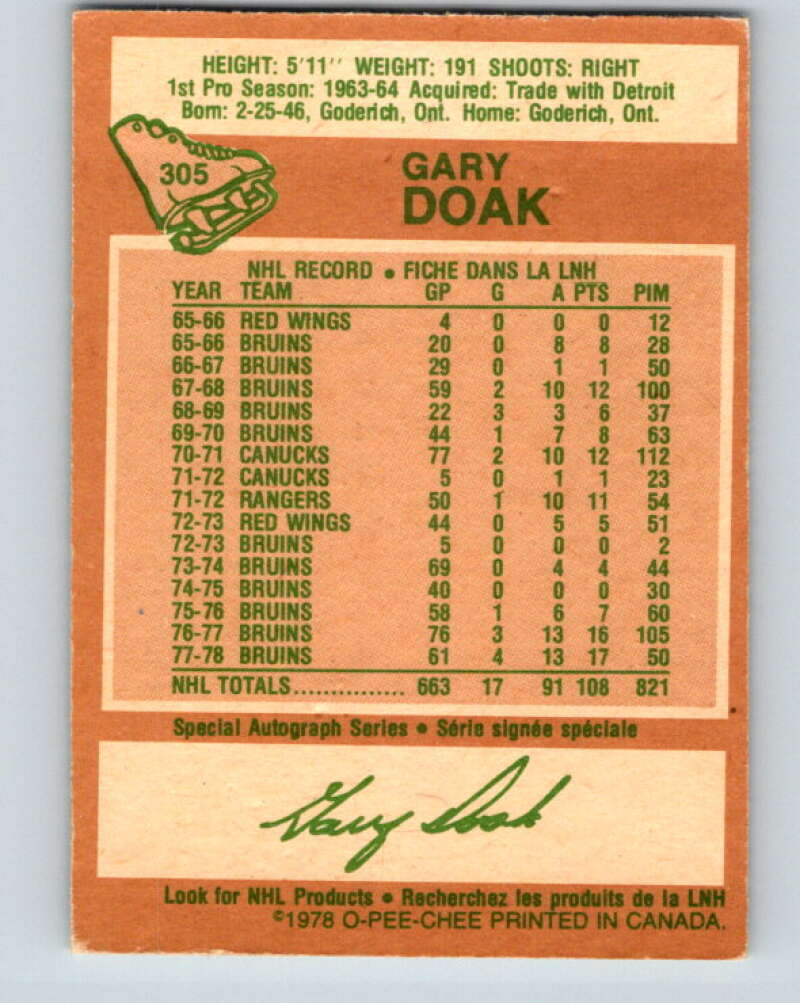 HEIGHT: 5'11'' WEIGHT: 191 SHOOTS: RIGHT
1st Pro Season: 1963-64 Acquired: Trade with Detroit
Born: 2-25-46, Goderich, Ont. Home: Goderich, Ont.
305
GARY
DOAK
NHL RECORD • FICHE DANS LA LNH
YEAR TEAM GP G A PTS PIM
65-66 RED WINGS 4 0 0 0 12
65-66 BRUINS 20 0 8 8 28
66-67 BRUINS 29 0 1 1 50
67-68 BRUINS 59 2 10 12 100
68-69 BRUINS 22 3 3 6 37
69-70 BRUINS 44 1 7 8 63
70-71 CANUCKS 77 2 10 12 112
71-72 CANUCKS 5 0 1 1 23
71-72 RANGERS 50 1 10 11 54
72-73 RED WINGS 44 0 5 5 51
72-73 BRUINS 5 0 0 0 2
73-74 BRUINS 69 0 4 4 44
74-75 BRUINS 40 0 0 0 30
75-76 BRUINS 58 1 6 7 60
76-77 BRUINS 76 3 13 16 105
77-78 BRUINS 61 4 13 17 50
NHL TOTALS............... 663 17 91 108 821
Special Autograph Series • Série signée spéciale
Gary Doak
Look for NHL Products • Recherchez les produits de la LNH
©1978 O-PEE-CHEE PRINTED IN CANADA.